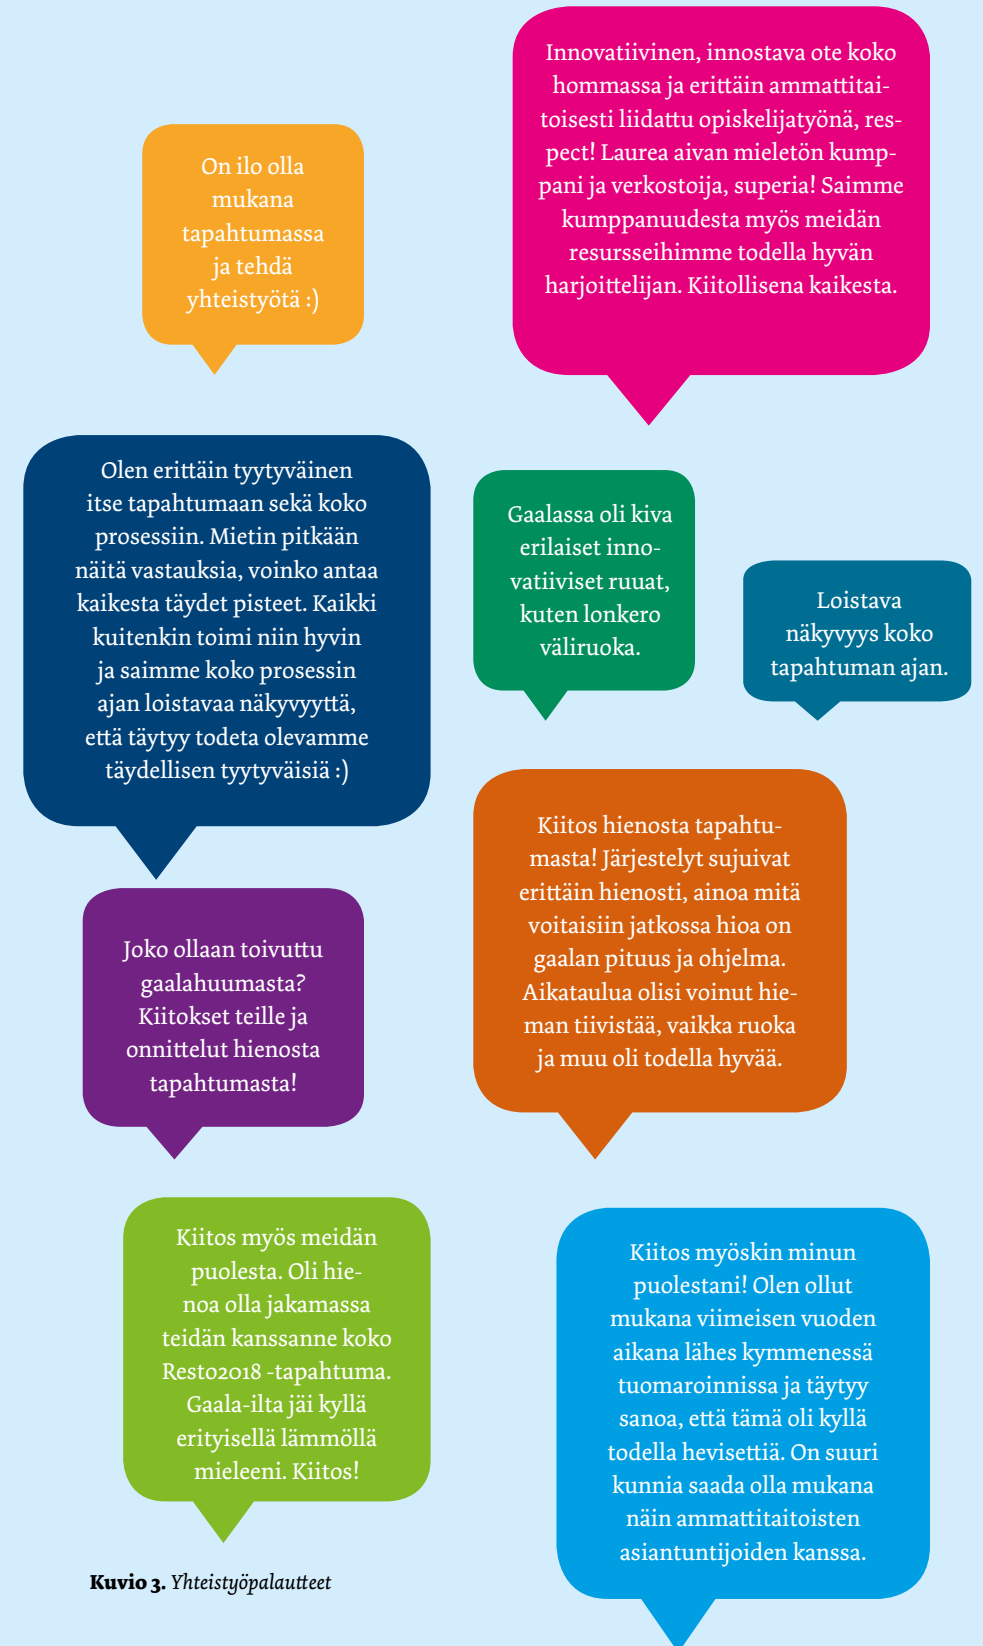 On ilo olla
mukana
tapahtumassa
ja tehdä
yhteistyötä :)
Innovatiivinen, innostava ote koko
hommassa ja erittäin ammattitai-
toisesti liidattu opiskelijatyönä, res-
pect! Laurea aivan mieletön kump-
pani ja verkostoija, superia! Saimme
kumppanuudesta myös meidän
resursseihimme todella hyvän
harjoittelijan. Kiitollisena kaikesta.
Olen erittäin tyytyväinen
itse tapahtumaan sekä koko
prosessiin. Mietin pitkään
näitä vastauksia, voinko antaa
kaikesta täydet pisteet. Kaikki
kuitenkin toimi niin hyvin
ja saimme koko prosessin
ajan loistavaa näkyvyyttä,
että täytyy todeta olevamme
täydellisen tyytyväisiä :)
Gaalassa oli kiva
erilaiset inno-
vatiiviset ruuat,
kuten lonkero
väliruoka.
Loistava
näkyvyys koko
tapahtuman ajan.
Joko ollaan toivuttu
gaalahuumasta?
Kiitokset teille ja
onnittelut hienosta
tapahtumasta!
Kiitos hienosta tapahtu-
masta! Järjestelyt sujuivat
erittäin hienosti, ainoa mitä
voitaisiin jatkossa hioa on
gaalan pituus ja ohjelma.
Aikataulua olisi voinut hie-
man tiivistää, vaikka ruoka
ja muu oli todella hyvää.
Kiitos myös meidän
puolesta. Oli hie-
noa olla jakamassa
teidän kanssanne koko
Resto2018 -tapahtuma.
Gaala-ilta jäi kyllä
erityisellä lämmöllä
mieleeni. Kiitos!
Kiitos myöskin minun
puolestani! Olen ollut
mukana viimeisen vuoden
aikana lähes kymmenessä
tuomaroinnissa ja täytyy
sanoa, että tämä oli kyllä
todella hevisettiä. On suuri
kunnia saada olla mukana
näin ammattitaitoisten
asiantuntijoiden kanssa.
Kuvio 3. Yhteistyöpalautteet